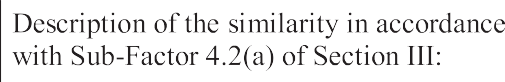 Description of the similarity in accordance
with Sub-Factor 4.2(a) of Section III: